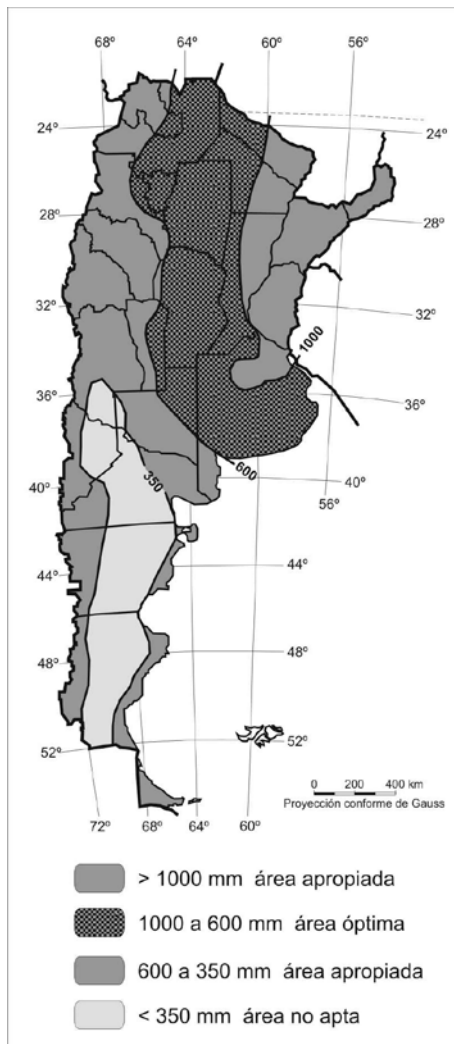 68º 64º 60º 56º
24º 24º
28º 28º
32º 32º
1000
36º 36º
600
350
40º 40º
56º
44º 44º
48º 48º
52º 52º
0 200 400 km
Proyección conforme de Gauss
72º 68º 64º 60º
> 1000 mm área apropiada
1000 a 600 mm área óptima
600 a 350 mm área apropiada
< 350 mm área no apta